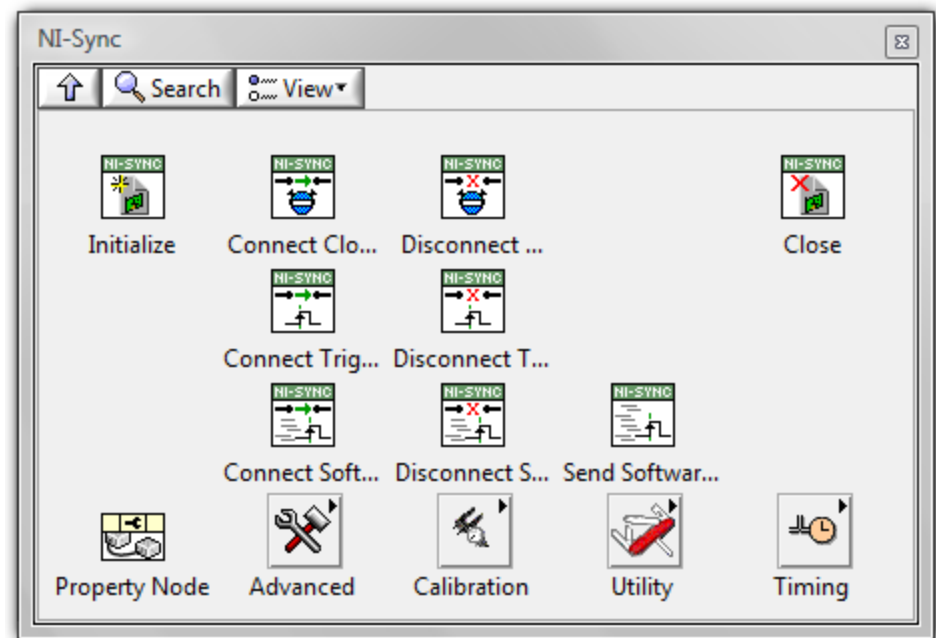 NI-Sync
Search View
NI-SYNC NI-SYNC NI-SYNC NI-SYNC
Initialize Connect Clo... Disconnect ... Close
NI-SYNC NI-SYNC
Connect Trig... Disconnect T...
NI-SYNC NI-SYNC NI-SYNC
Connect Soft... Disconnect S... Send Softwar...
Property Node Advanced Calibration Utility Timing